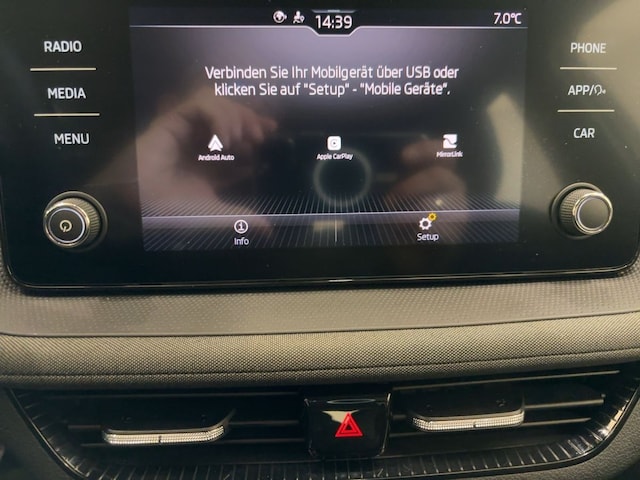 14:39
7.0°C
RADIO
MEDIA
MENU
Verbinden Sie Ihr Mobilgerät über USB oder
klicken Sie auf "Setup" - "Mobile Geräte".
Android Auto
Apple CarPlay
MirrorLink
Info
Setup
PHONE
APP/
CAR